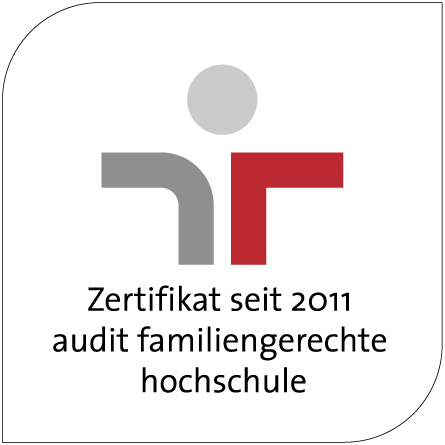 Zertifikat seit 2011
audit familiengerechte
hochschule